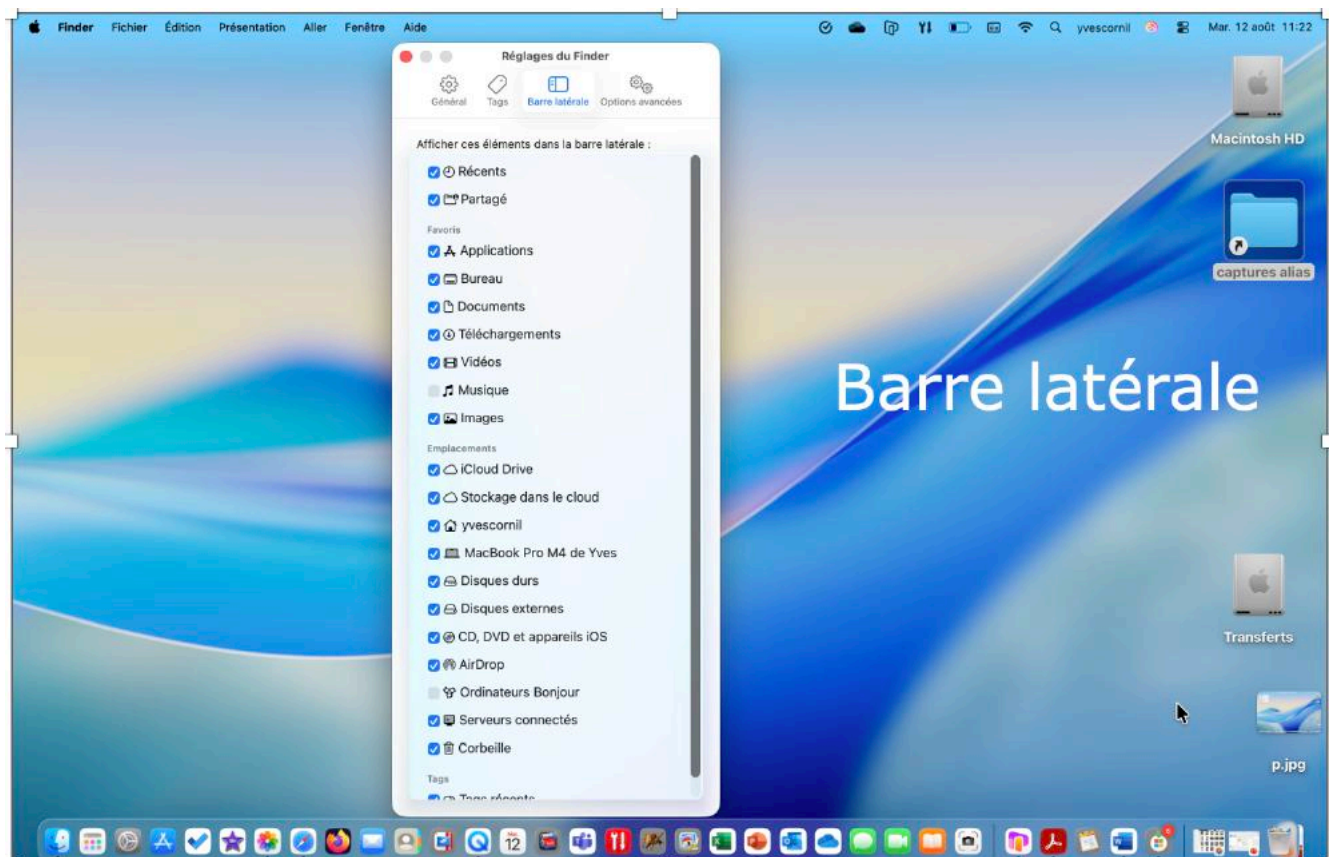 Finder Fichier Édition Présentation Aller Fenêtre Aide
yvescornil Mar. 12 août 11:22
Réglages du Finder
Général Tags Barre latérale Options avancées
Afficher ces éléments dans la barre latérale :
Récents
Partagé
Favoris
Applications
Bureau
Documents
Téléchargements
Vidéos
Musique
Images
Emplacements
iCloud Drive
Stockage dans le cloud
yvescornil
MacBook Pro M4 de Yves
Disques durs
Disques externes
CD, DVD et appareils iOS
AirDrop
Ordinateurs Bonjour
Serveurs connectés
Corbeille
Tags
Tags récents
Macintosh HD
captures alias
Barre latérale
Transferts
p.jpg
12